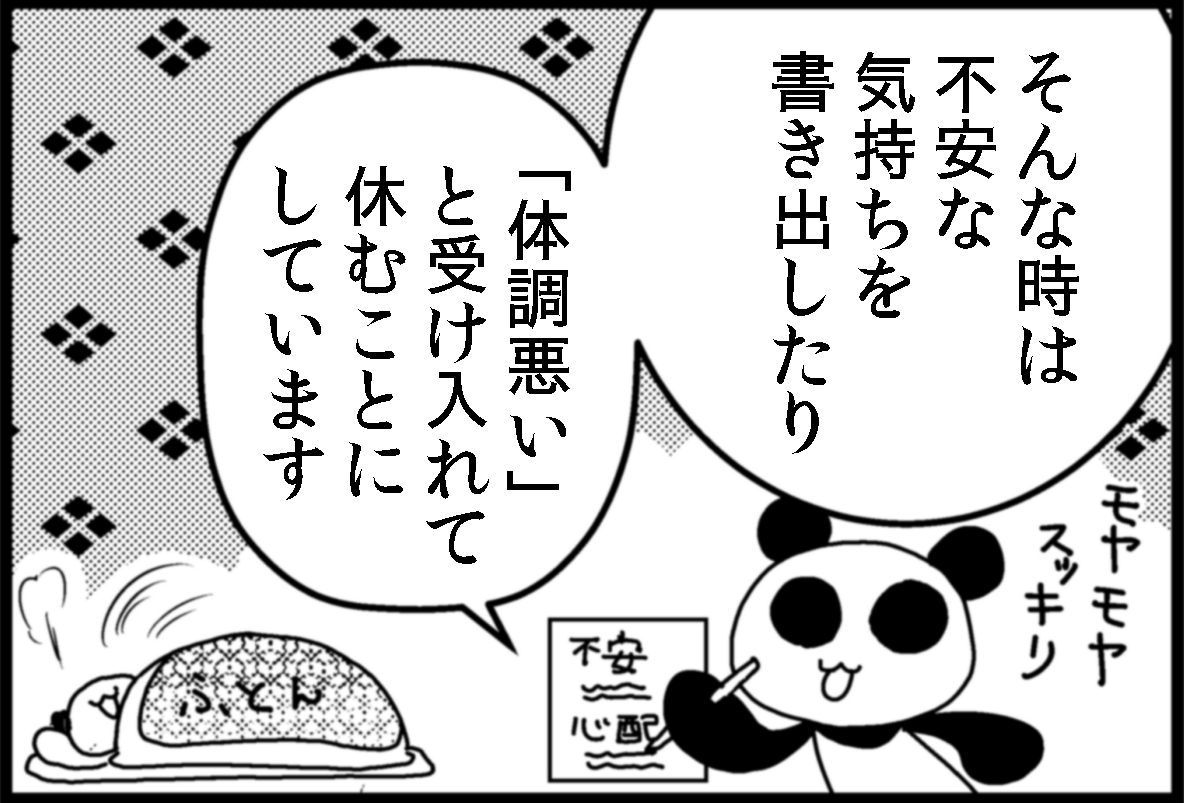 そんな時は
不安な
気持ちを
書き出したり
「体調悪い」
と受け入れて
休むことに
しています
モヤモヤ
スッキリ
不安
心配
ふとん